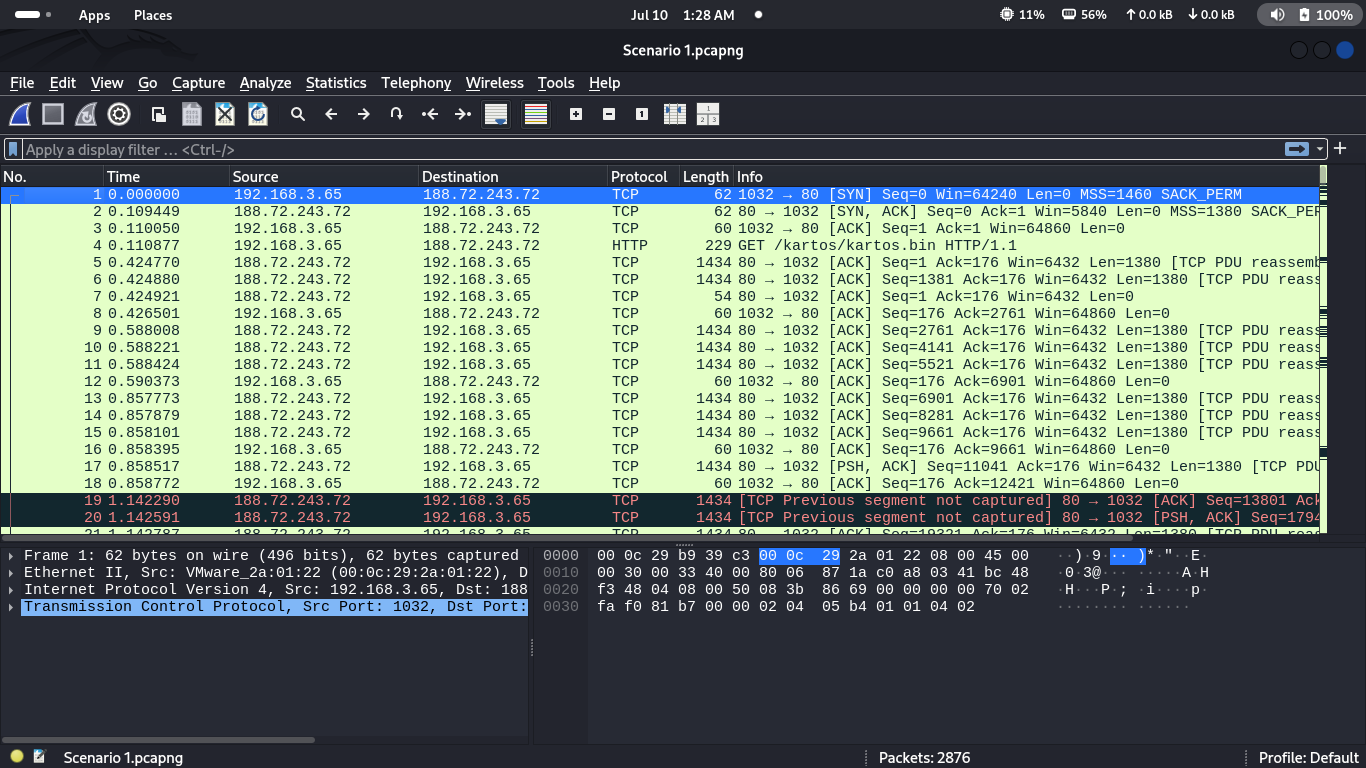 Apps Places Jul 10 1:28 AM 11% 56% 0.0 kB 0.0 kB 100%
Scenario 1.pcapng
File Edit View Go Capture Analyze Statistics Telephony Wireless Tools Help
Apply a display filter … <Ctrl-/>
No. Time Source Destination Protocol Length Info
1 0.000000 192.168.3.65 188.72.243.72 TCP 62 1032 → 80 [SYN] Seq=0 Win=64240 Len=0 MSS=1460 SACK_PERM
2 0.109449 188.72.243.72 192.168.3.65 TCP 62 80 → 1032 [SYN, ACK] Seq=0 Ack=1 Win=5840 Len=0 MSS=1380 SACK_PER
3 0.110050 192.168.3.65 188.72.243.72 TCP 60 1032 → 80 [ACK] Seq=1 Ack=1 Win=64860 Len=0
4 0.110877 192.168.3.65 188.72.243.72 HTTP 229 GET /kartos/kartos.bin HTTP/1.1
5 0.424770 188.72.243.72 192.168.3.65 TCP 1434 80 → 1032 [ACK] Seq=1 Ack=176 Win=6432 Len=1380 [TCP PDU reassemb
6 0.424880 188.72.243.72 192.168.3.65 TCP 1434 80 → 1032 [ACK] Seq=1381 Ack=176 Win=6432 Len=1380 [TCP PDU reass
7 0.424921 188.72.243.72 192.168.3.65 TCP 54 80 → 1032 [ACK] Seq=1 Ack=176 Win=6432 Len=0
8 0.426501 192.168.3.65 188.72.243.72 TCP 60 1032 → 80 [ACK] Seq=176 Ack=2761 Win=64860 Len=0
9 0.588008 188.72.243.72 192.168.3.65 TCP 1434 80 → 1032 [ACK] Seq=2761 Ack=176 Win=6432 Len=1380 [TCP PDU reass
10 0.588221 188.72.243.72 192.168.3.65 TCP 1434 80 → 1032 [ACK] Seq=4141 Ack=176 Win=6432 Len=1380 [TCP PDU reass
11 0.588424 188.72.243.72 192.168.3.65 TCP 1434 80 → 1032 [ACK] Seq=5521 Ack=176 Win=6432 Len=1380 [TCP PDU reass
12 0.590373 192.168.3.65 188.72.243.72 TCP 60 1032 → 80 [ACK] Seq=176 Ack=6901 Win=64860 Len=0
13 0.857773 188.72.243.72 192.168.3.65 TCP 1434 80 → 1032 [ACK] Seq=6901 Ack=176 Win=6432 Len=1380 [TCP PDU reass
14 0.857879 188.72.243.72 192.168.3.65 TCP 1434 80 → 1032 [ACK] Seq=8281 Ack=176 Win=6432 Len=1380 [TCP PDU reass
15 0.858101 188.72.243.72 192.168.3.65 TCP 1434 80 → 1032 [ACK] Seq=9661 Ack=176 Win=6432 Len=1380 [TCP PDU reass
16 0.858395 192.168.3.65 188.72.243.72 TCP 60 1032 → 80 [ACK] Seq=176 Ack=9661 Win=64860 Len=0
17 0.858517 188.72.243.72 192.168.3.65 TCP 1434 80 → 1032 [PSH, ACK] Seq=11041 Ack=176 Win=6432 Len=1380 [TCP PDU
18 0.858772 192.168.3.65 188.72.243.72 TCP 60 1032 → 80 [ACK] Seq=176 Ack=12421 Win=64860 Len=0
19 1.142290 188.72.243.72 192.168.3.65 TCP 1434 [TCP Previous segment not captured] 80 → 1032 [ACK] Seq=13801 Ack
20 1.142591 188.72.243.72 192.168.3.65 TCP 1434 [TCP Previous segment not captured] 80 → 1032 [PSH, ACK] Seq=1794
Frame 1: 62 bytes on wire (496 bits), 62 bytes captured
Ethernet II, Src: VMware_2a:01:22 (00:0c:29:2a:01:22), D
Internet Protocol Version 4, Src: 192.168.3.65, Dst: 188
Transmission Control Protocol, Src Port: 1032, Dst Port:
0000 00 0c 29 b9 39 c3 00 0c 29 2a 01 22 08 00 45 00 ··)·9··· )*·"··E·
0010 00 30 00 33 40 00 80 06 87 1a c0 a8 03 41 bc 48 ·0·3@··· ·····A·H
0020 f3 48 04 08 00 50 08 3b 86 69 00 00 00 00 70 02 ·H···P·; ·i····p·
0030 fa f0 81 b7 00 00 02 04 05 b4 01 01 04 02 ········ ······
Scenario 1.pcapng Packets: 2876 Profile: Default